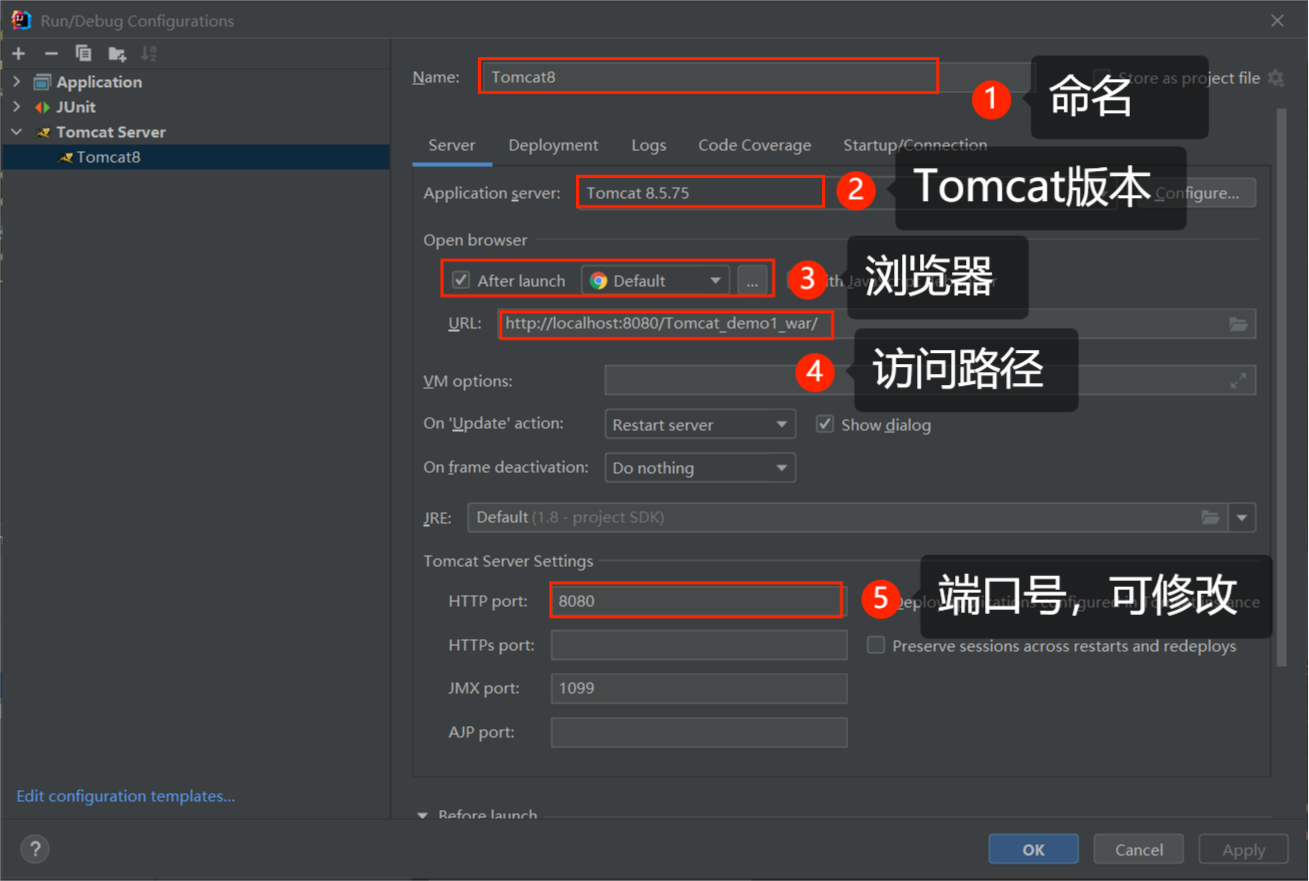 Run/Debug Configurations
Application
JUnit
Tomcat Server
Tomcat8
Edit configuration templates...
Name: Tomcat8
Store as project file
1 命名
Server Deployment Logs Code Coverage Startup/Connection
Application server: Tomcat 8.5.75 Configure...
2 Tomcat版本
Open browser
After launch Default ...
3 浏览器
URL: http://localhost:8080/Tomcat_demo1_war/
4 访问路径
VM options:
On 'Update' action: Restart server Show dialog
On frame deactivation: Do nothing
JRE: Default (1.8 - project SDK)
Tomcat Server Settings
HTTP port: 8080
5 端口号，可修改
HTTPs port: Preserve sessions across restarts and redeploys
JMX port: 1099
AJP port:
Before launch
? OK Cancel Apply